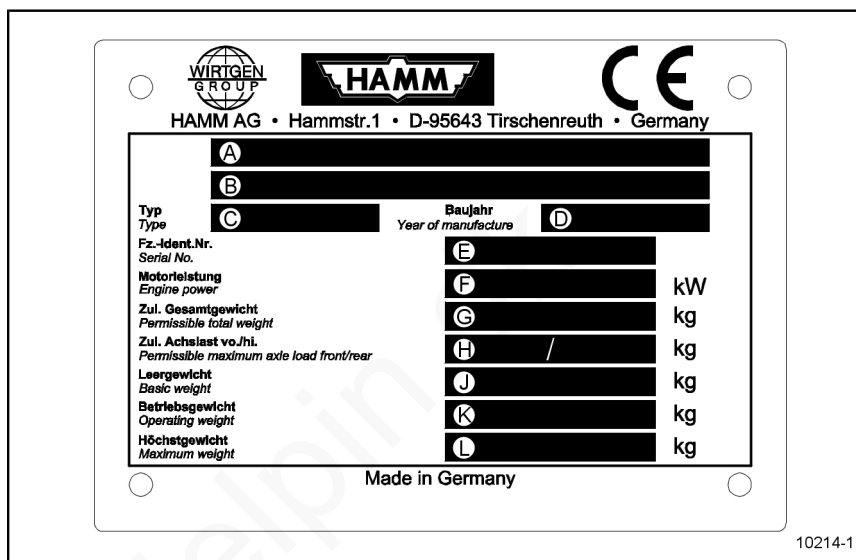 WIRTGEN
GROUP
HAMM
CE
HAMM AG • Hammstr.1 • D-95643 Tirschenreuth • Germany
A
B
Typ
Type
C
Baujahr
Year of manufacture
D
Fz.-Ident.Nr.
Serial No.
E
Motorleistung
Engine power
F
kW
Zul. Gesamtgewicht
Permissible total weight
G
kg
Zul. Achslast vo./hi.
Permissible maximum axle load front/rear
H /
kg
Leergewicht
Basic weight
J
kg
Betriebsgewicht
Operating weight
K
kg
Höchstgewicht
Maximum weight
L
kg
Made in Germany
10214-1